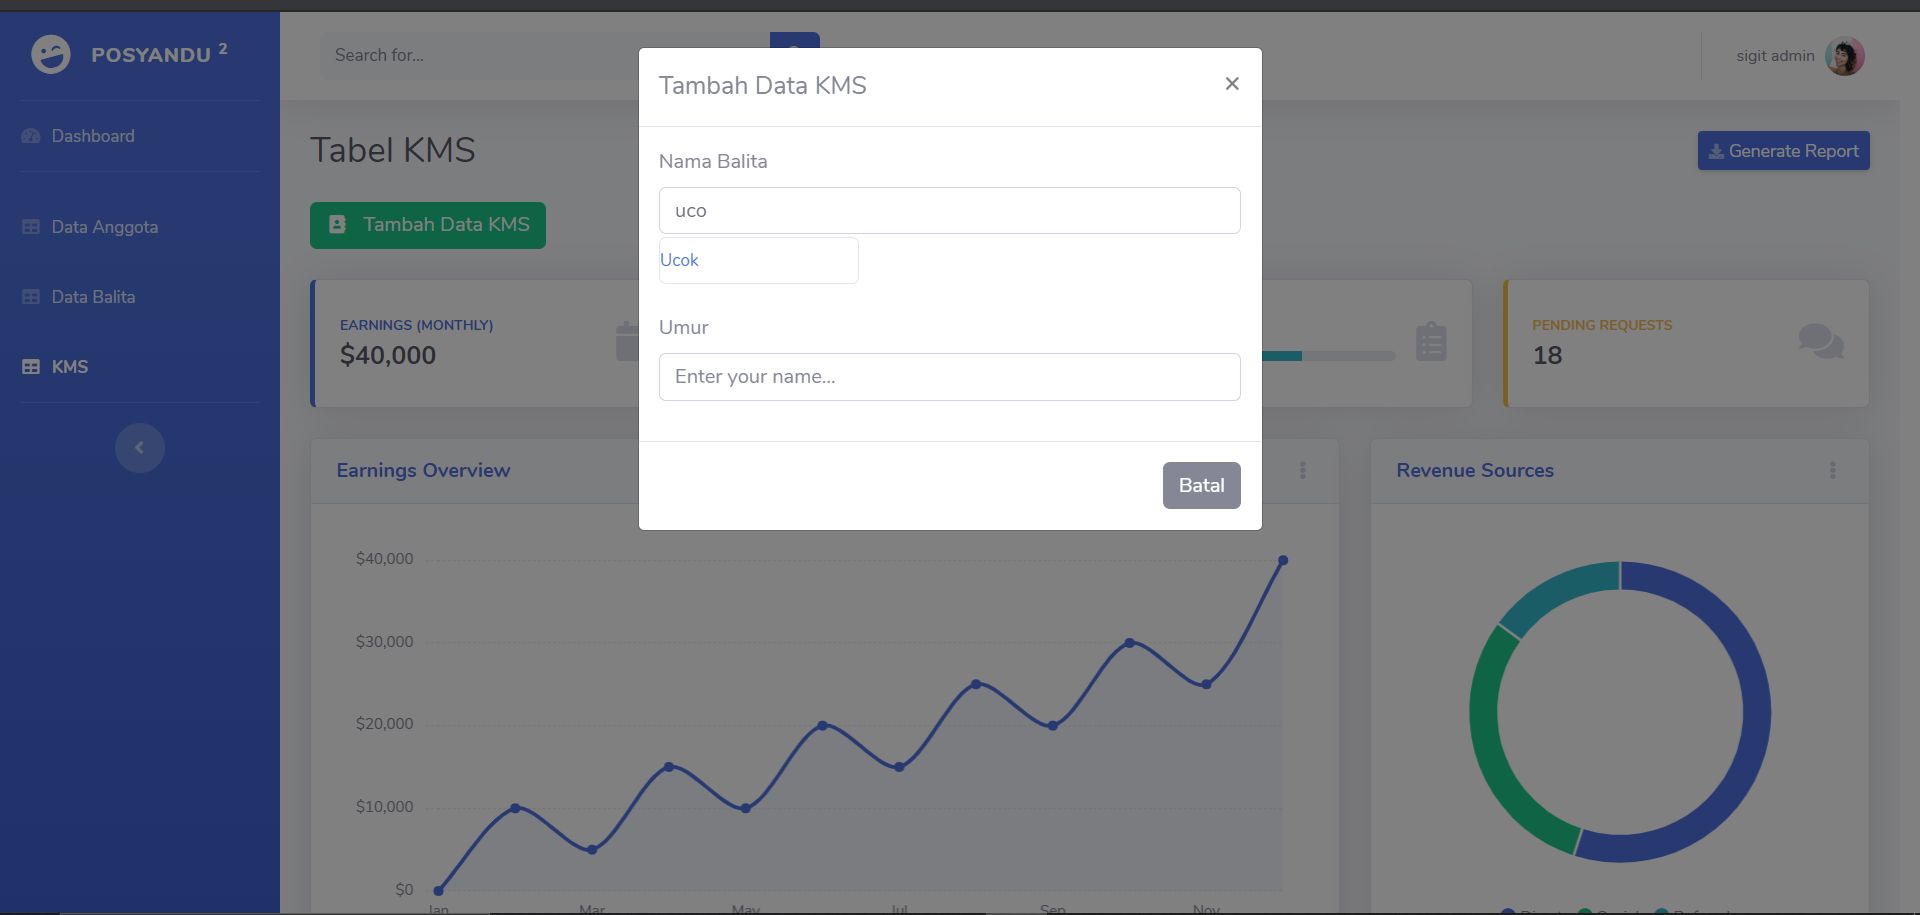 POSYANDU 2
Dashboard
Data Anggota
Data Balita
KMS
Search for...
sigit admin
Tabel KMS
Generate Report
Tambah Data KMS
Tambah Data KMS
×
Nama Balita
uco
Ucok
Umur
Enter your name...
Batal
EARNINGS (MONTHLY)
$40,000
PENDING REQUESTS
18
Earnings Overview
$40,000
$30,000
$20,000
$10,000
$0
Jan Mar May Jul Sep Nov
Revenue Sources